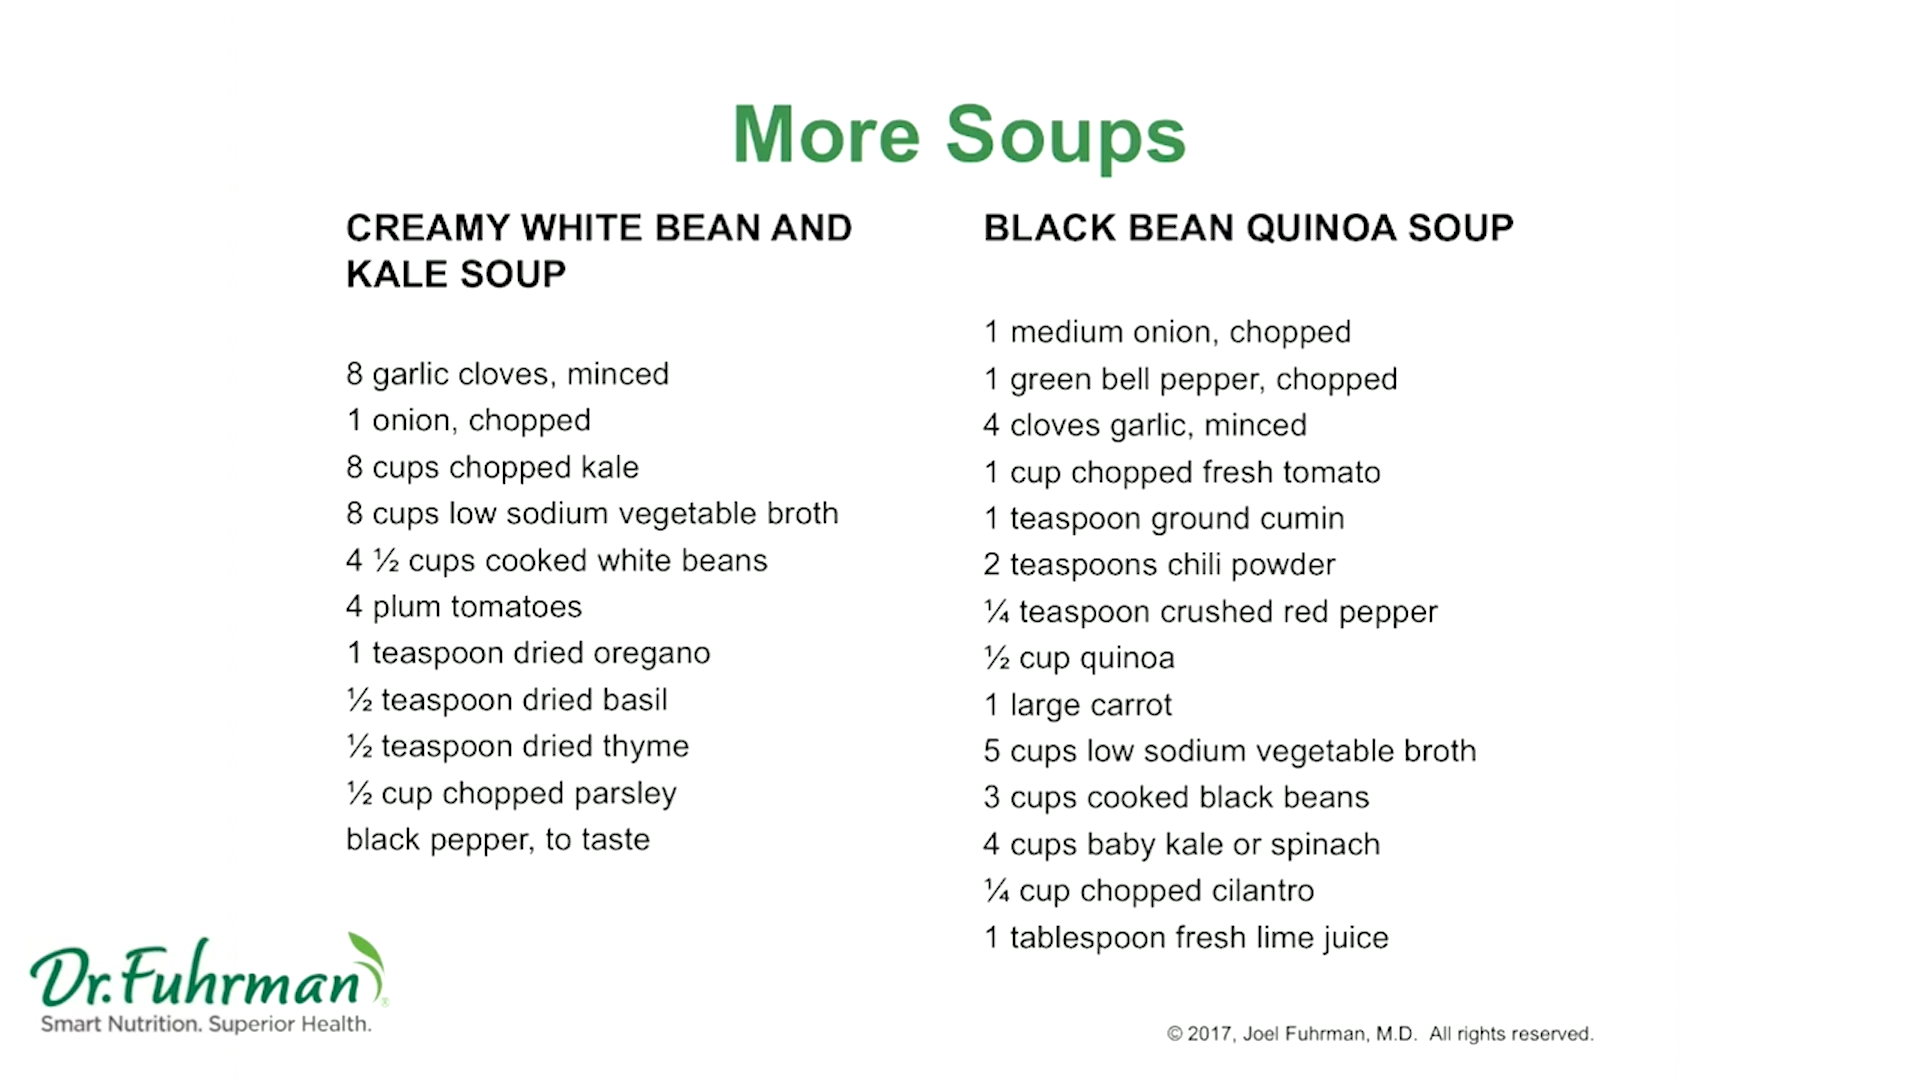 More Soups
CREAMY WHITE BEAN AND
KALE SOUP
8 garlic cloves, minced
1 onion, chopped
8 cups chopped kale
8 cups low sodium vegetable broth
4 ½ cups cooked white beans
4 plum tomatoes
1 teaspoon dried oregano
½ teaspoon dried basil
½ teaspoon dried thyme
½ cup chopped parsley
black pepper, to taste
BLACK BEAN QUINOA SOUP
1 medium onion, chopped
1 green bell pepper, chopped
4 cloves garlic, minced
1 cup chopped fresh tomato
1 teaspoon ground cumin
2 teaspoons chili powder
¼ teaspoon crushed red pepper
½ cup quinoa
1 large carrot
5 cups low sodium vegetable broth
3 cups cooked black beans
4 cups baby kale or spinach
¼ cup chopped cilantro
1 tablespoon fresh lime juice
Dr. Fuhrman®
Smart Nutrition. Superior Health.
© 2017, Joel Fuhrman, M.D. All rights reserved.